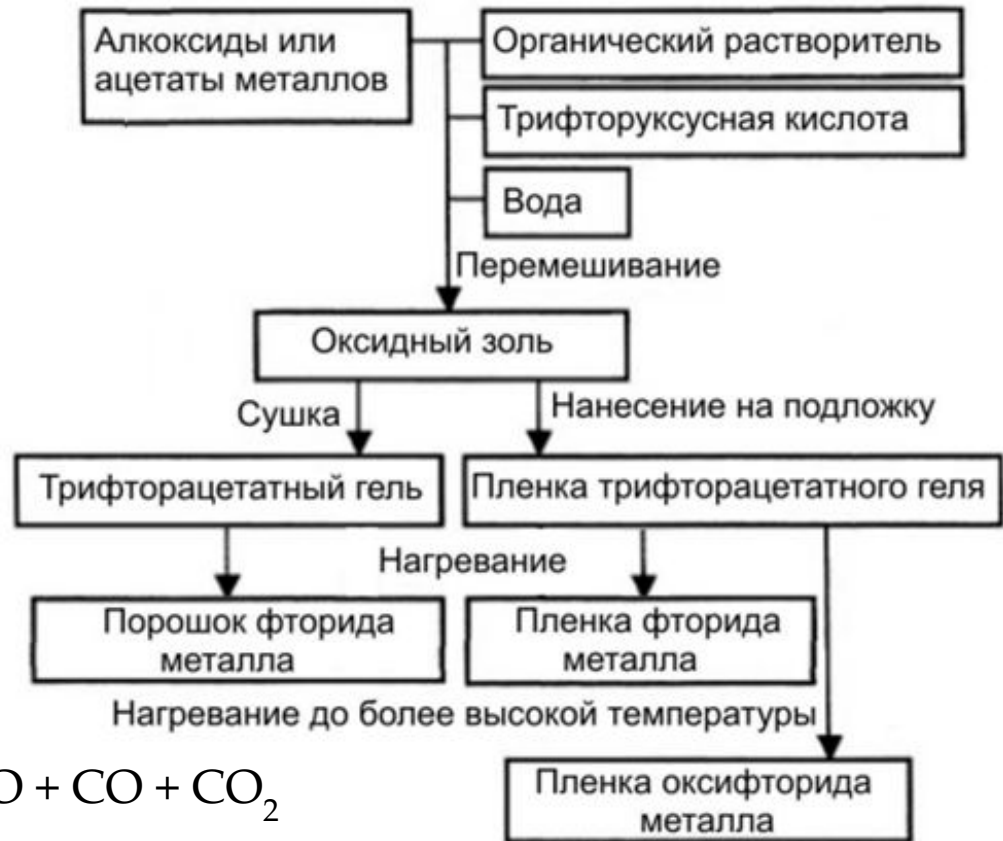 Алкоксиды или
ацетаты металлов
Органический растворитель
Трифторуксусная кислота
Вода
Перемешивание
Оксидный золь
Сушка
Нанесение на подложку
Трифторацетатный гель
Пленка трифторацетатного геля
Нагревание
Порошок фторида
металла
Пленка фторида
металла
Нагревание до более высокой температуры
O + CO + CO₂
Пленка оксифторида
металла